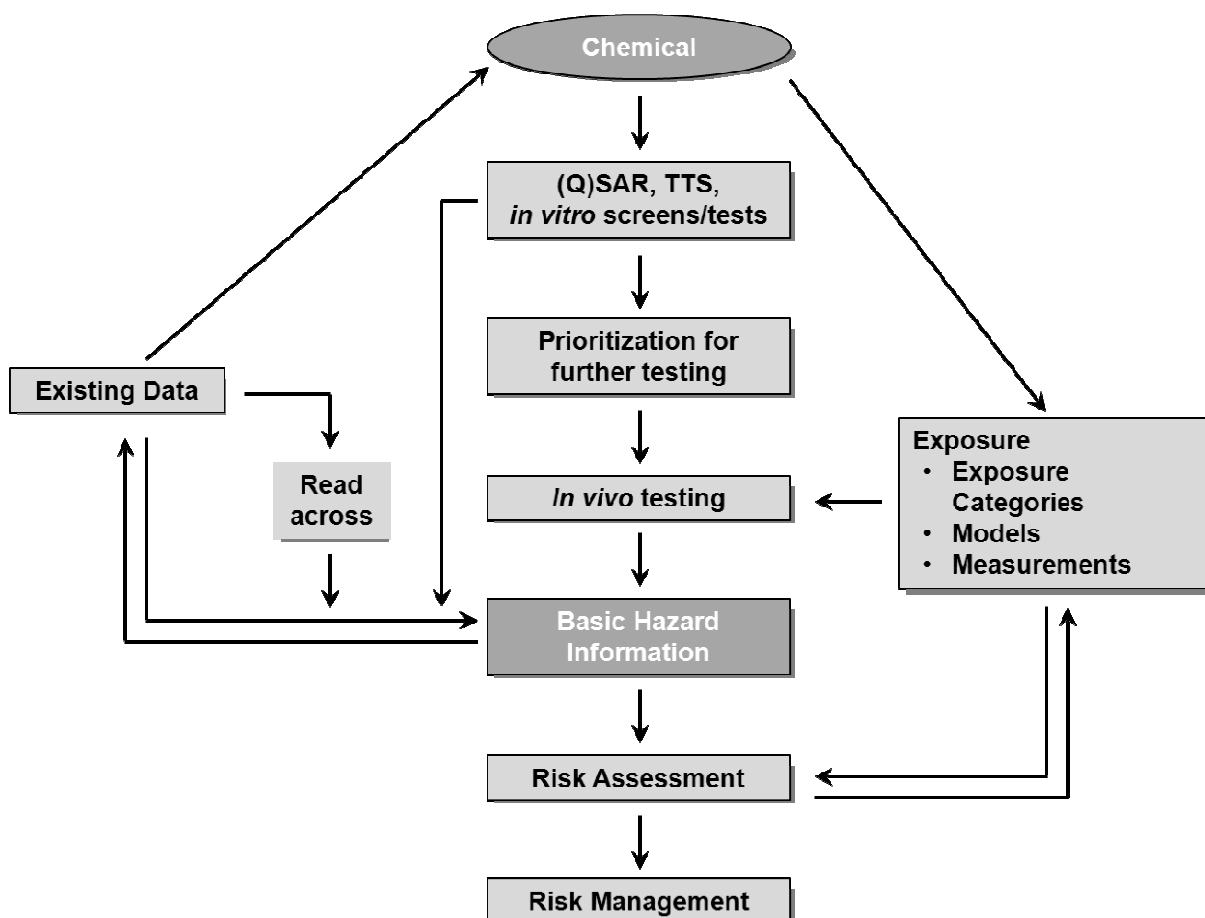 Chemical
(Q)SAR, TTS,
in vitro screens/tests
Prioritization for
further testing
Existing Data
Read
across
In vivo testing
Exposure
• Exposure
Categories
• Models
• Measurements
Basic Hazard
Information
Risk Assessment
Risk Management